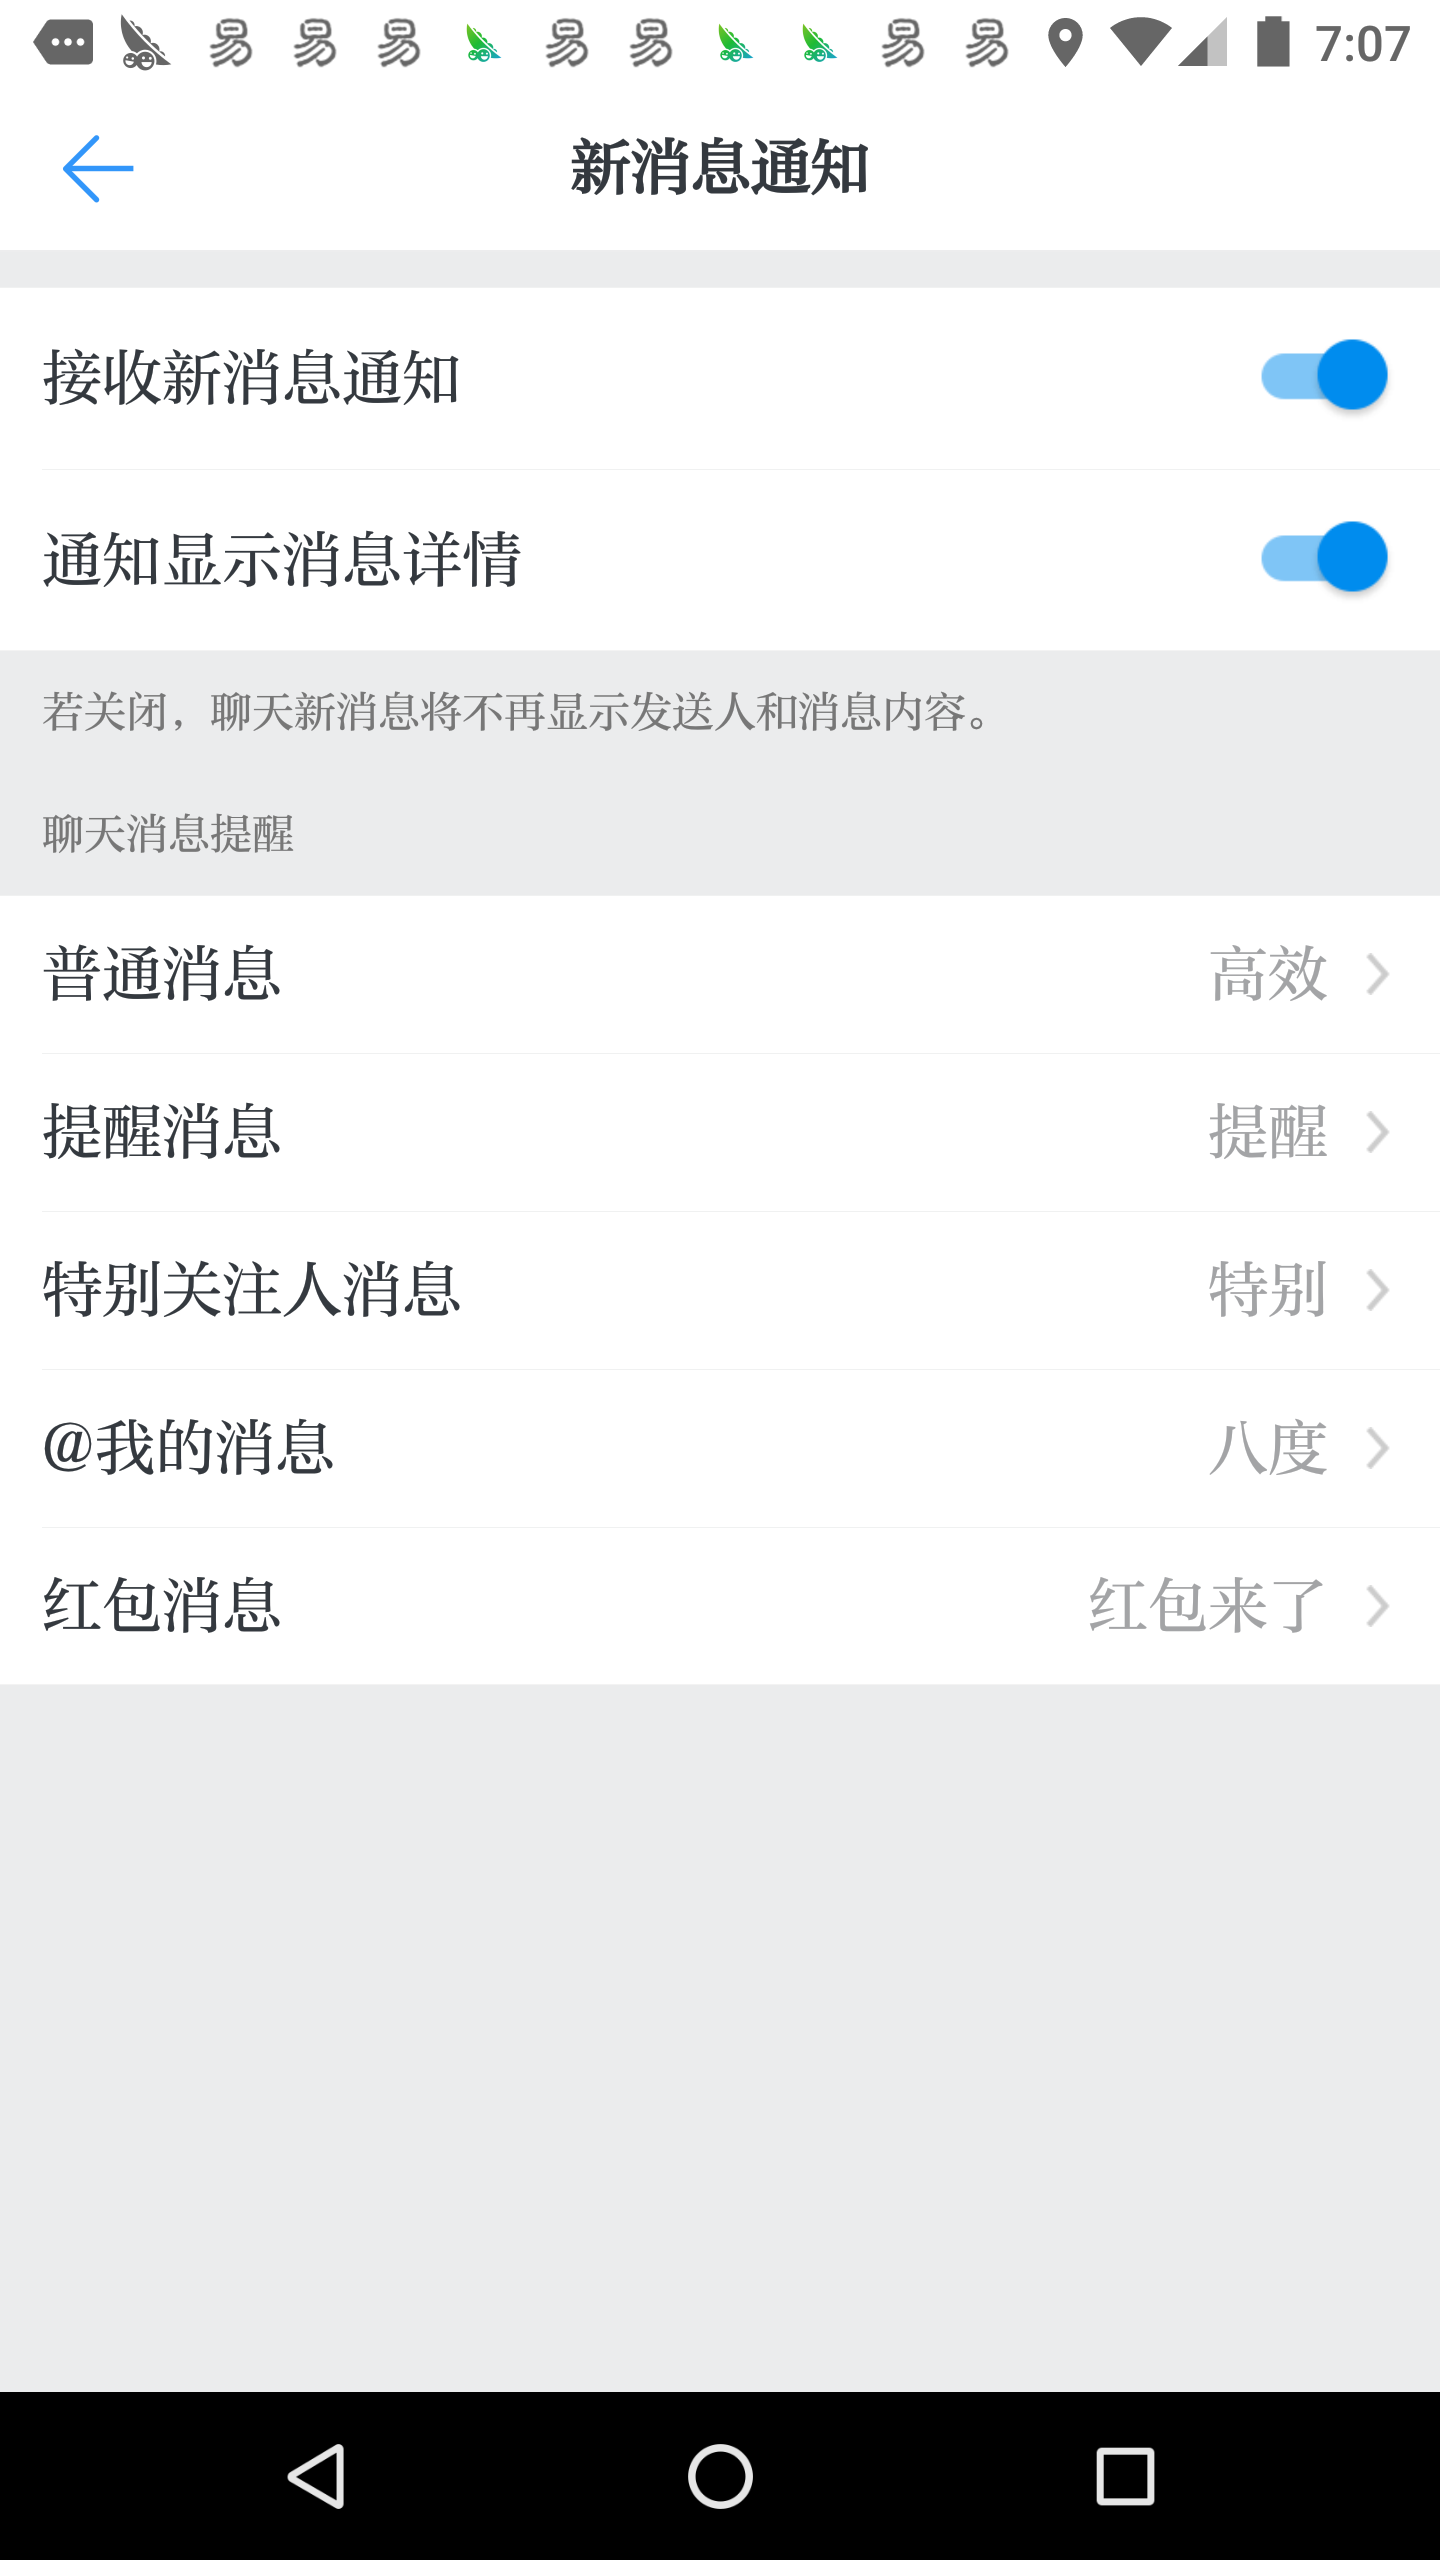 7:07
新消息通知
接收新消息通知
通知显示消息详情
若关闭，聊天新消息将不再显示发送人和消息内容。
聊天消息提醒
普通消息 高效
提醒消息 提醒
特别关注人消息 特别
@我的消息 八度
红包消息 红包来了